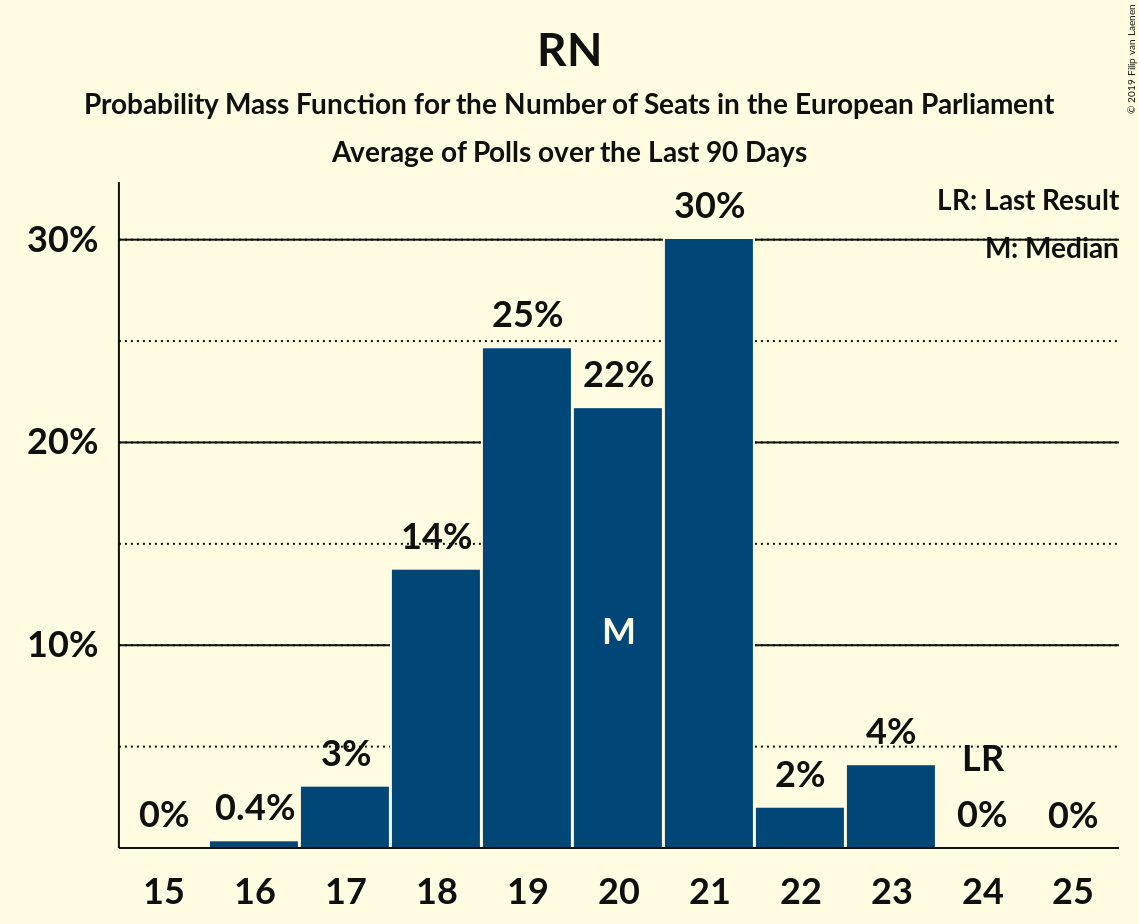 RN
Probability Mass Function for the Number of Seats in the European Parliament
Average of Polls over the Last 90 Days
© 2019 Filip van Laenen
LR: Last Result
M: Median
30%
20%
10%
0%
0.4%
3%
14%
25%
22%
30%
2%
4%
0%
0%
M
LR
15 16 17 18 19 20 21 22 23 24 25